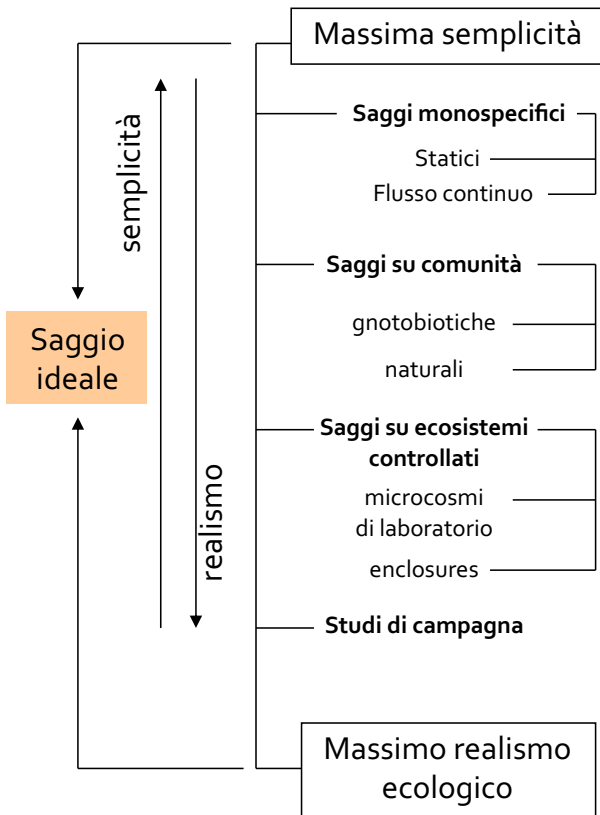 Massima semplicità
semplicità
Saggi monospecifici
Statici
Flusso continuo
Saggi su comunità
gnotobiotiche
naturali
Saggio
ideale
Saggi su ecosistemi
controllati
microcosmi
di laboratorio
enclosures
realismo
Studi di campagna
Massimo realismo
ecologico